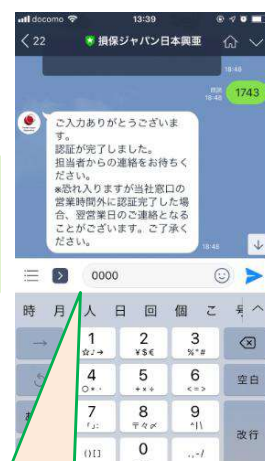 docomo 13:39
22 損保ジャパン日本興亜
18:48
既読
18:48 1743
ご入力ありがとうございま
す。
認証が完了しました。
担当者からの連絡をお待ちく
ださい。
※恐れ入りますが当社窓口の
営業時間外に認証完了した場
合、翌営業日のご連絡となる
ことがございます。ご了承く
ださい。
18:48
0000
時 月 人 日 回 個 こ
→ 1 2 3
☆♪→ ¥$€ %°#
4 5 6 空白
○*・ +×÷ <=>
7 8 9
「」: 〒々〆 ^|\
改行
()[] 0 .,-/